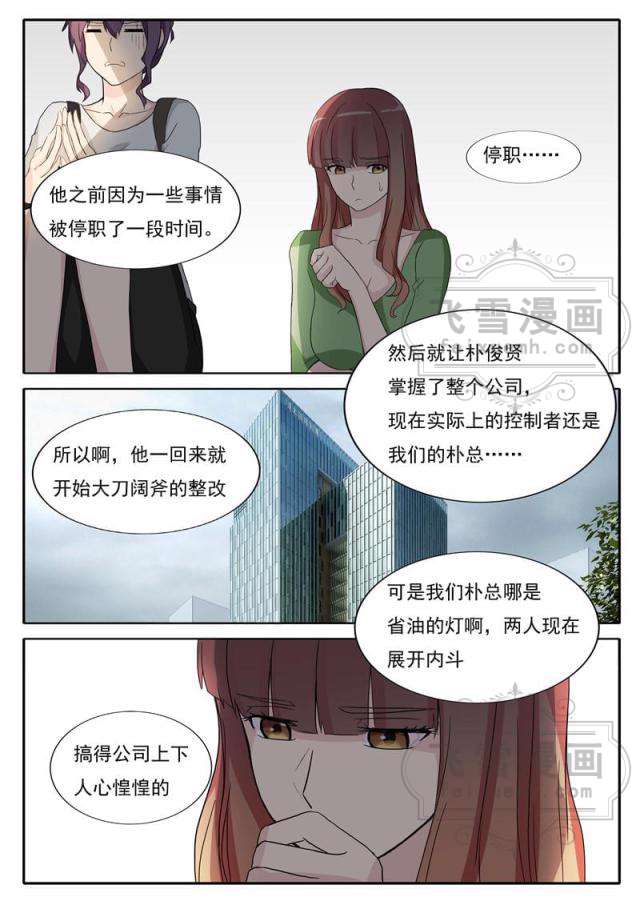 他之前因为一些事情
被停职了一段时间。
停职……
然后就让朴俊贤
掌握了整个公司，
现在实际上的控制者还是
我们的朴总……
所以啊，他一回来就
开始大刀阔斧的整改
可是我们朴总哪是
省油的灯啊，两人现在
展开内斗
搞得公司上下
人心惶惶的
飞雪漫画
feixuemh.com
飞雪漫画